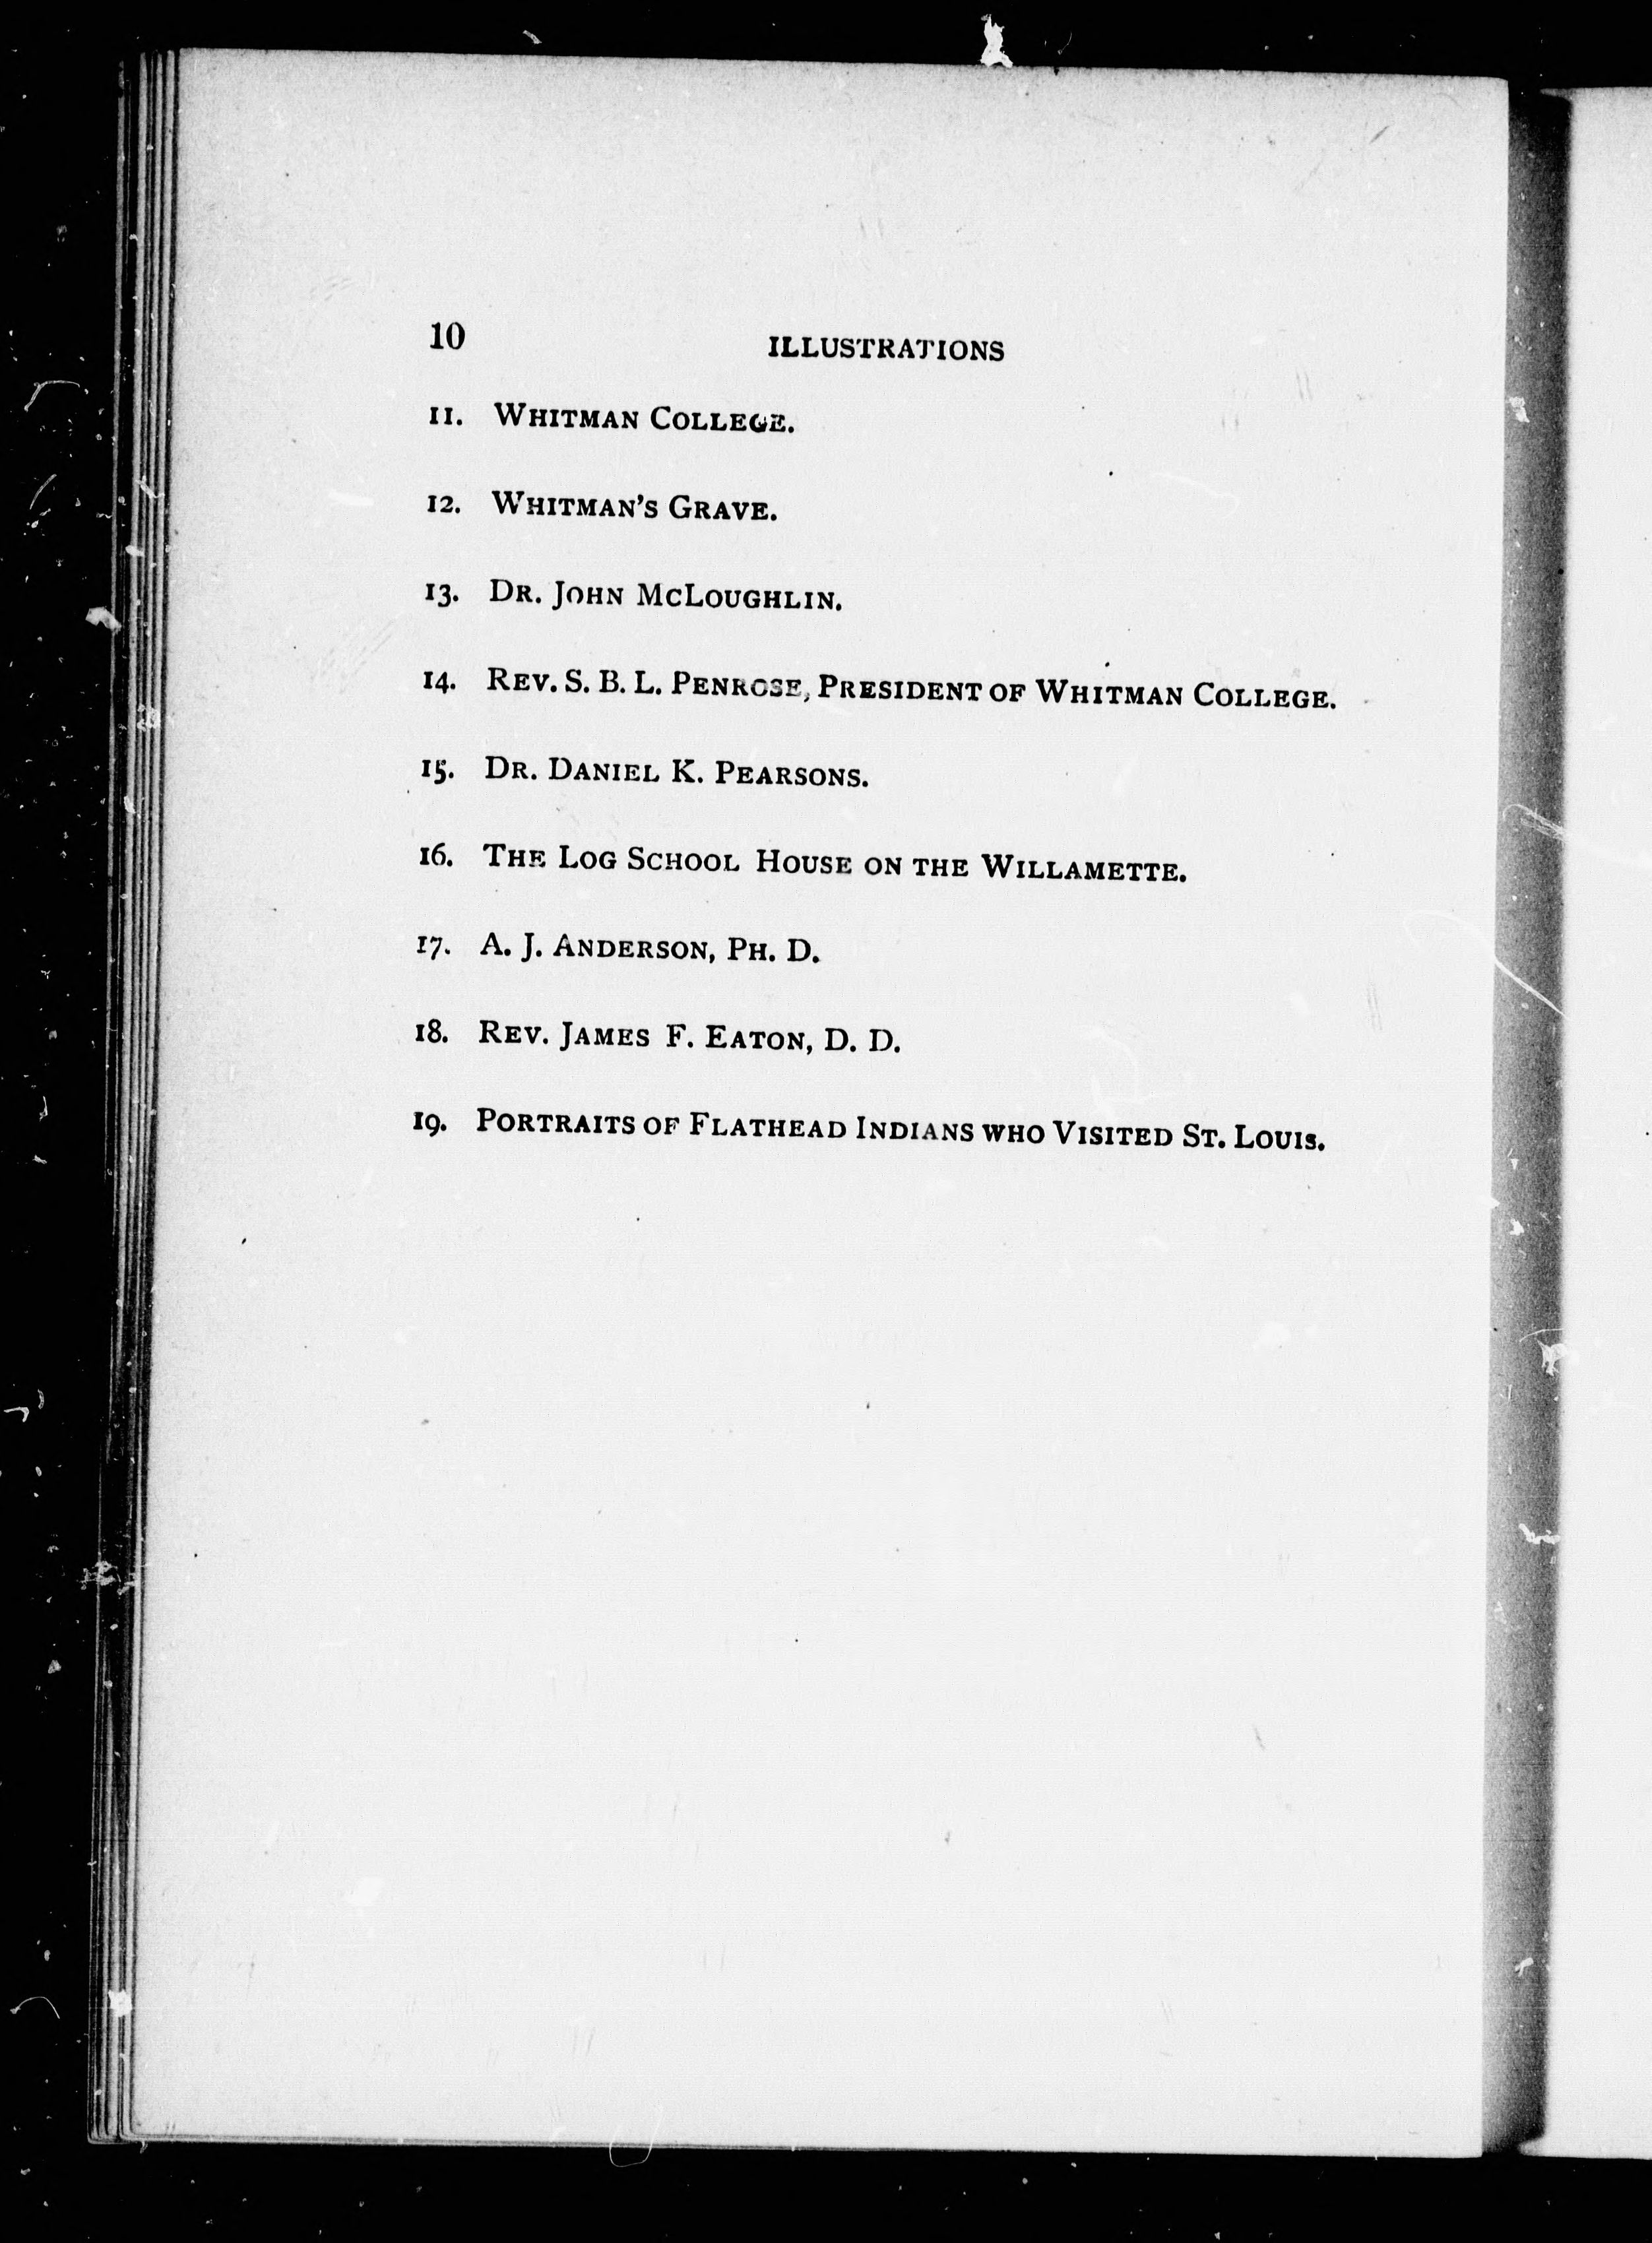 10 ILLUSTRATIONS
11. WHITMAN COLLEGE.
12. WHITMAN'S GRAVE.
13. DR. JOHN MCLOUGHLIN.
14. REV. S. B. L. PENROSE, PRESIDENT OF WHITMAN COLLEGE.
15. DR. DANIEL K. PEARSONS.
16. THE LOG SCHOOL HOUSE ON THE WILLAMETTE.
17. A. J. ANDERSON, PH. D.
18. REV. JAMES F. EATON, D. D.
19. PORTRAITS OF FLATHEAD INDIANS WHO VISITED ST. LOUIS.